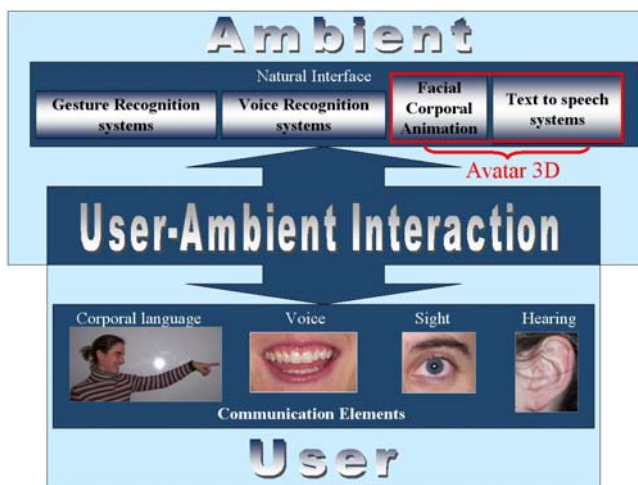 Ambient
Natural Interface
Gesture Recognition
systems
Voice Recognition
systems
Facial
Corporal
Animation
Text to speech
systems
Avatar 3D
User-Ambient Interaction
Corporal language
Voice
Sight
Hearing
Communication Elements
User